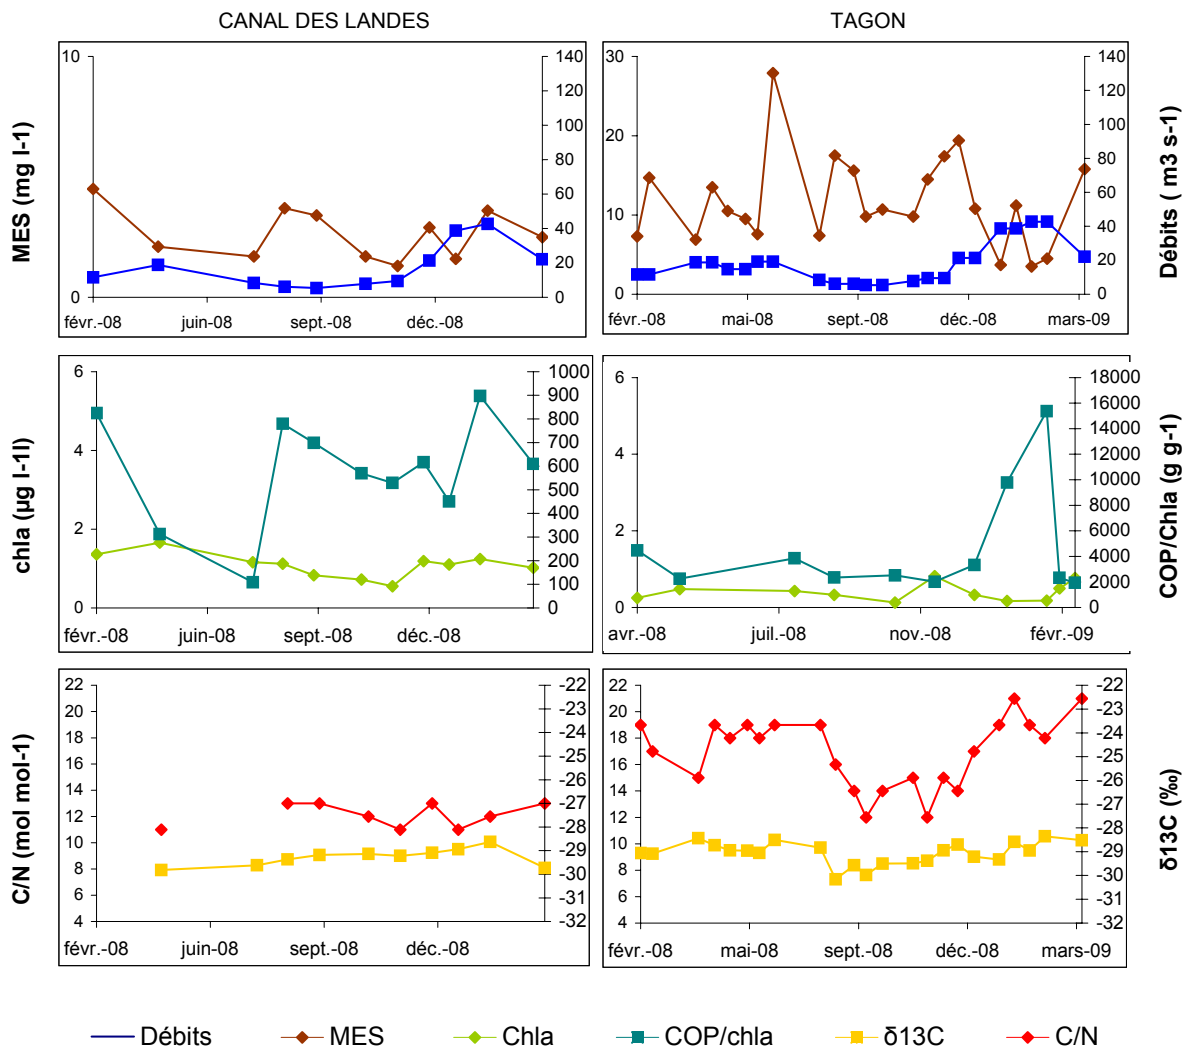 CANAL DES LANDES
TAGON
MES (mg l-1)
10
0
140
120
100
80
60
40
20
0
févr.-08
juin-08
sept.-08
déc.-08
30
20
10
0
140
120
100
80
60
40
20
0
févr.-08
mai-08
sept.-08
déc.-08
mars-09
Débits ( m3 s-1)
chla (µg l-1l)
6
4
2
0
1000
900
800
700
600
500
400
300
200
100
0
févr.-08
juin-08
sept.-08
déc.-08
6
4
2
0
18000
16000
14000
12000
10000
8000
6000
4000
2000
0
avr.-08
juil.-08
nov.-08
févr.-09
COP/Chla (g g-1)
C/N (mol mol-1)
22
20
18
16
14
12
10
8
6
4
-22
-23
-24
-25
-26
-27
-28
-29
-30
-31
-32
févr.-08
juin-08
sept.-08
déc.-08
22
20
18
16
14
12
10
8
6
4
-22
-23
-24
-25
-26
-27
-28
-29
-30
-31
-32
févr.-08
mai-08
sept.-08
déc.-08
mars-09
δ13C (‰)
Débits MES Chla COP/chla δ13C C/N